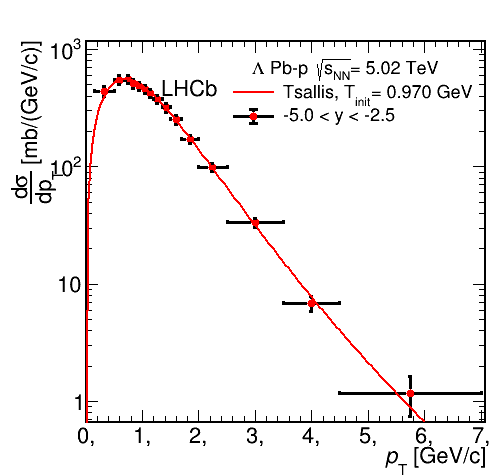 Λ Pb-p √sNN = 5.02 TeV
LHCb
Tsallis, Tinit = 0.970 GeV
-5.0 < y < -2.5
dσ/dpT [mb/(GeV/c)]
10³
10²
10
1
0, 1, 2, 3, 4, 5, 6, 7,
pT [GeV/c]